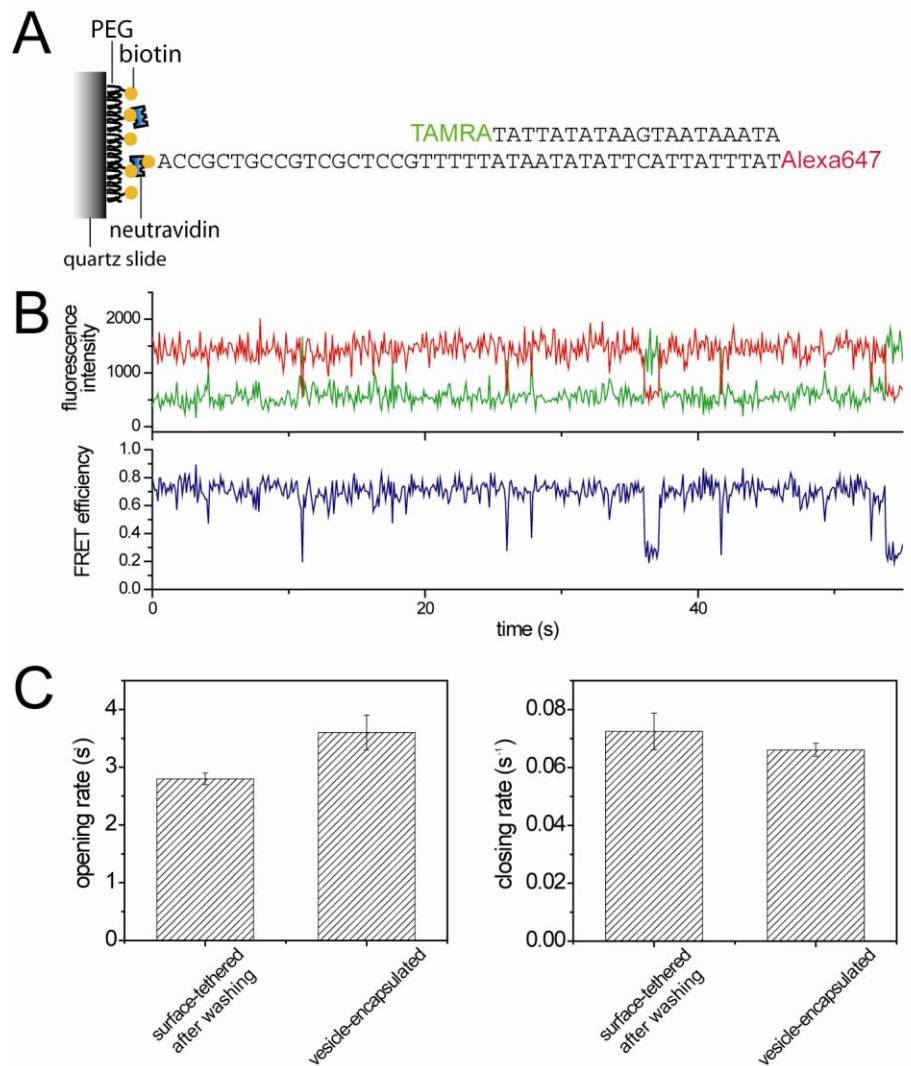 A
PEG
biotin
TAMRATATTATATAAGTAATAAATA
ACCGCTGCCGTCGCTCCGTTTTTATAATATATTCATTATTTATAlexa647
neutravidin
quartz slide
B
fluorescence
intensity
2000
1000
0
FRET efficiency
1.0
0.8
0.6
0.4
0.2
0.0
0
20
40
time (s)
C
opening rate (s
4
3
2
1
0
surface-tethered
after washing
vesicle-encapsulated
closing rate (s-1)
0.08
0.06
0.04
0.02
0.00
surface-tethered
after washing
vesicle-encapsulated